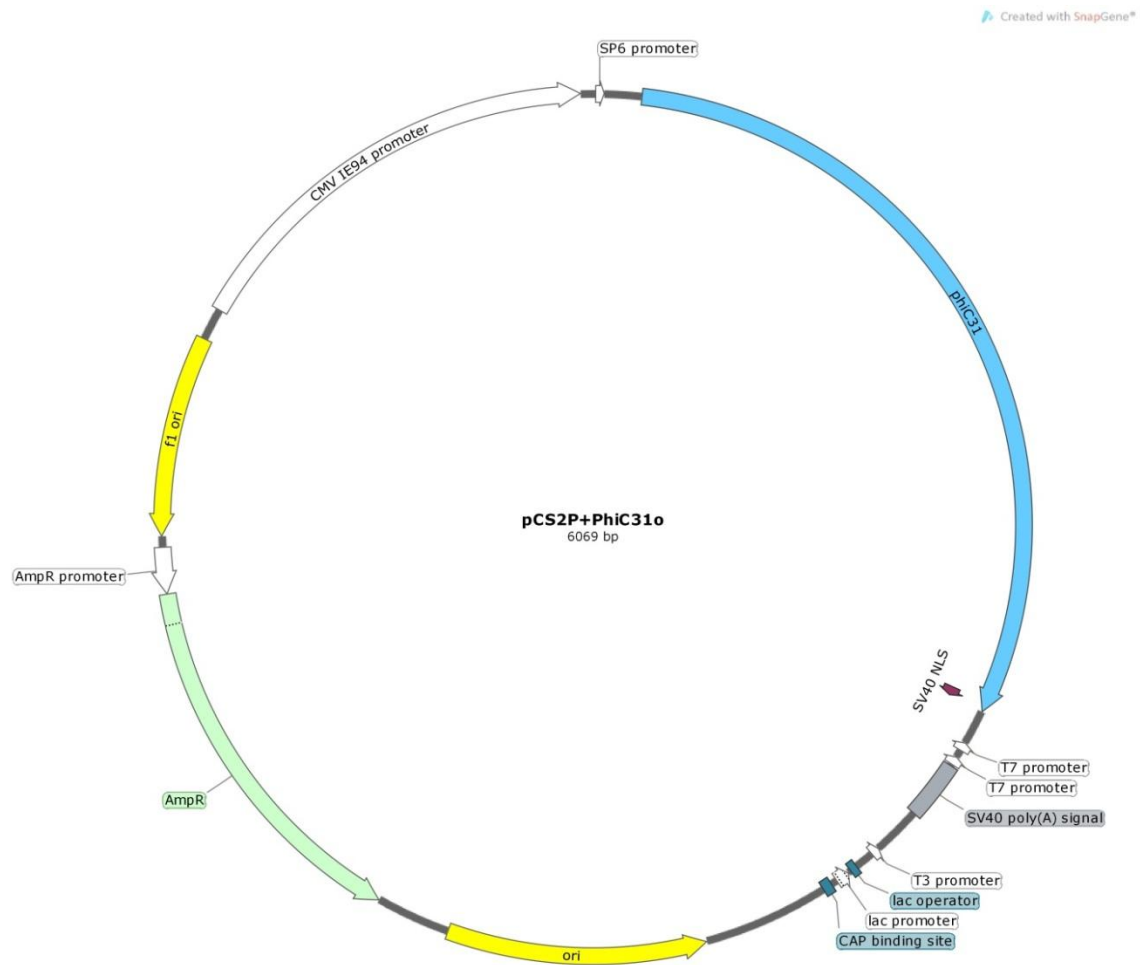 Created with SnapGene®
SP6 promoter
CMV IE94 promoter
phiC31
f1 ori
pCS2P+PhiC31o
6069 bp
AmpR promoter
SV40 NLS
T7 promoter
T7 promoter
AmpR
SV40 poly(A) signal
T3 promoter
lac operator
lac promoter
CAP binding site
ori